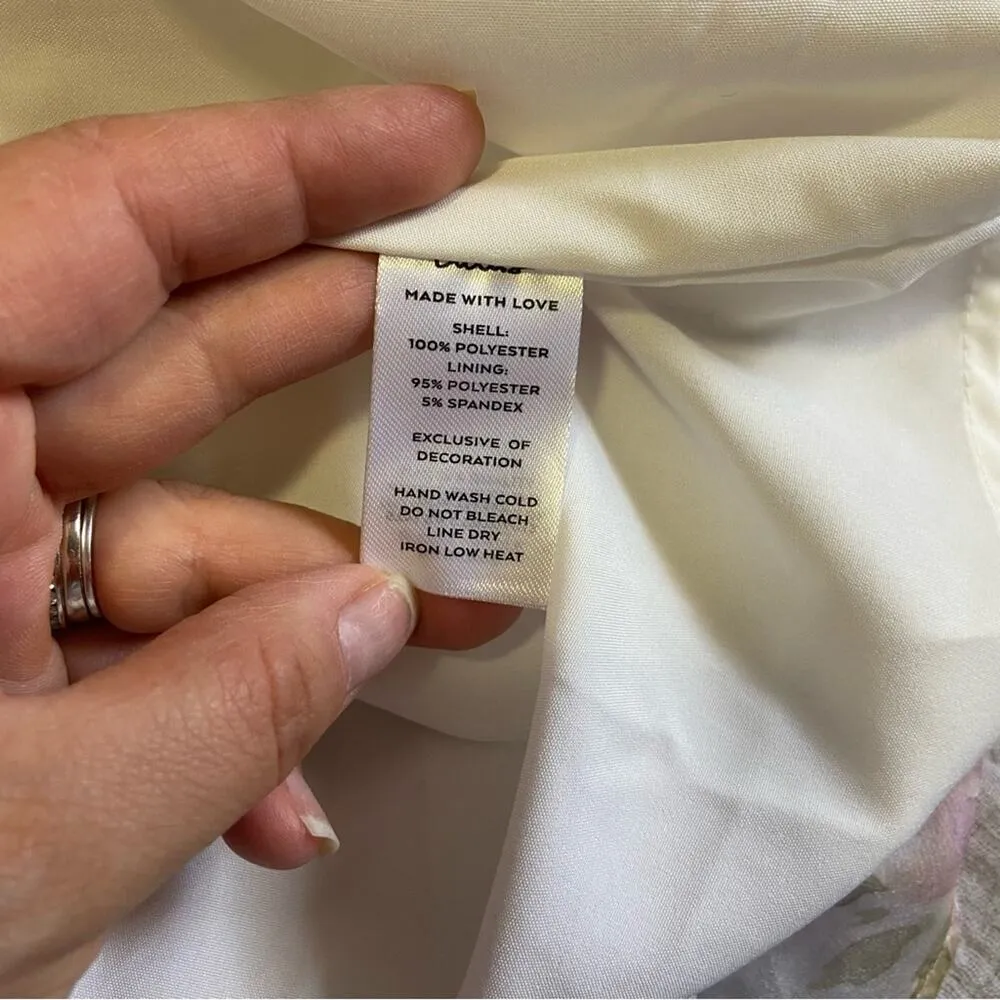 MADE WITH LOVE
SHELL:
100% POLYESTER
LINING:
95% POLYESTER
5% SPANDEX
EXCLUSIVE OF
DECORATION
HAND WASH COLD
DO NOT BLEACH
LINE DRY
IRON LOW HEAT